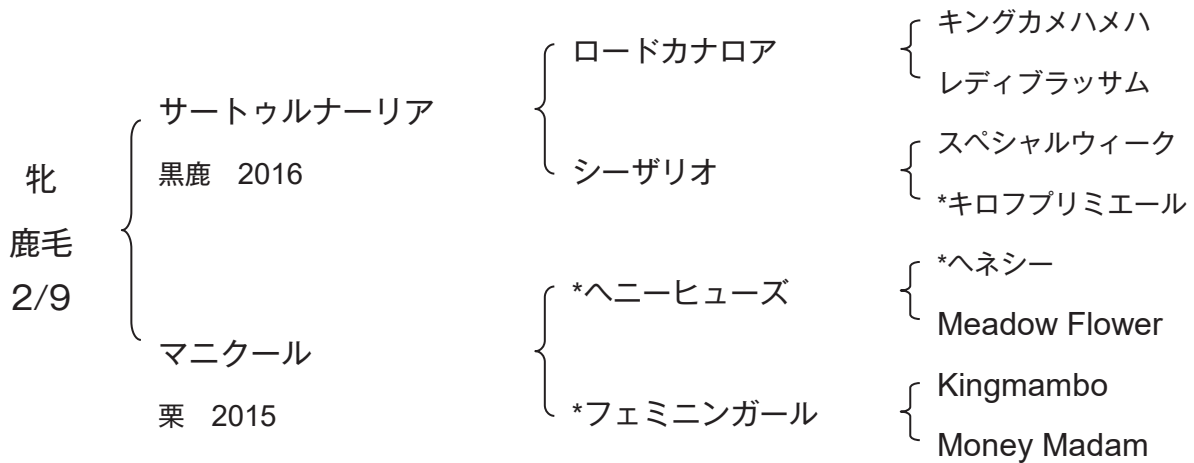 牝
鹿毛
2/9
サートゥルナーリア
黒鹿 2016
マニクール
栗 2015
ロードカナロア
シーザリオ
*ヘニーヒューズ
*フェミニンガール
キングカメハメハ
レディブラッサム
スペシャルウィーク
*キロフプリミエール
*ヘネシー
Meadow Flower
Kingmambo
Money Madam